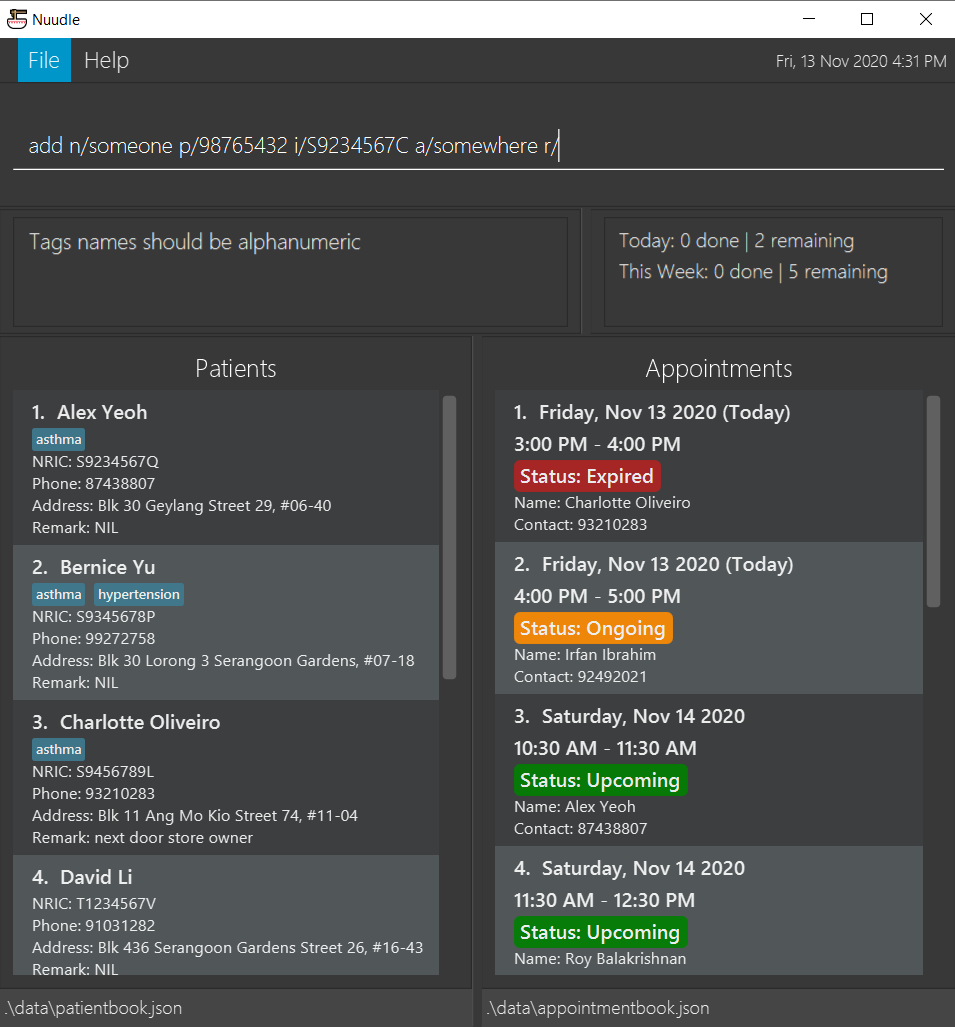 Nuudle
File Help Fri, 13 Nov 2020 4:31 PM
add n/someone p/98765432 i/S9234567C a/somewhere r/
Tags names should be alphanumeric
Today: 0 done | 2 remaining
This Week: 0 done | 5 remaining
Patients
1. Alex Yeoh
asthma
NRIC: S9234567Q
Phone: 87438807
Address: Blk 30 Geylang Street 29, #06-40
Remark: NIL
2. Bernice Yu
asthma hypertension
NRIC: S9345678P
Phone: 99272758
Address: Blk 30 Lorong 3 Serangoon Gardens, #07-18
Remark: NIL
3. Charlotte Oliveiro
asthma
NRIC: S9456789L
Phone: 93210283
Address: Blk 11 Ang Mo Kio Street 74, #11-04
Remark: next door store owner
4. David Li
NRIC: T1234567V
Phone: 91031282
Address: Blk 436 Serangoon Gardens Street 26, #16-43
Remark: NIL
Appointments
1. Friday, Nov 13 2020 (Today)
3:00 PM - 4:00 PM
Status: Expired
Name: Charlotte Oliveiro
Contact: 93210283
2. Friday, Nov 13 2020 (Today)
4:00 PM - 5:00 PM
Status: Ongoing
Name: Irfan Ibrahim
Contact: 92492021
3. Saturday, Nov 14 2020
10:30 AM - 11:30 AM
Status: Upcoming
Name: Alex Yeoh
Contact: 87438807
4. Saturday, Nov 14 2020
11:30 AM - 12:30 PM
Status: Upcoming
Name: Roy Balakrishnan
.\data\patientbook.json
.\data\appointmentbook.json